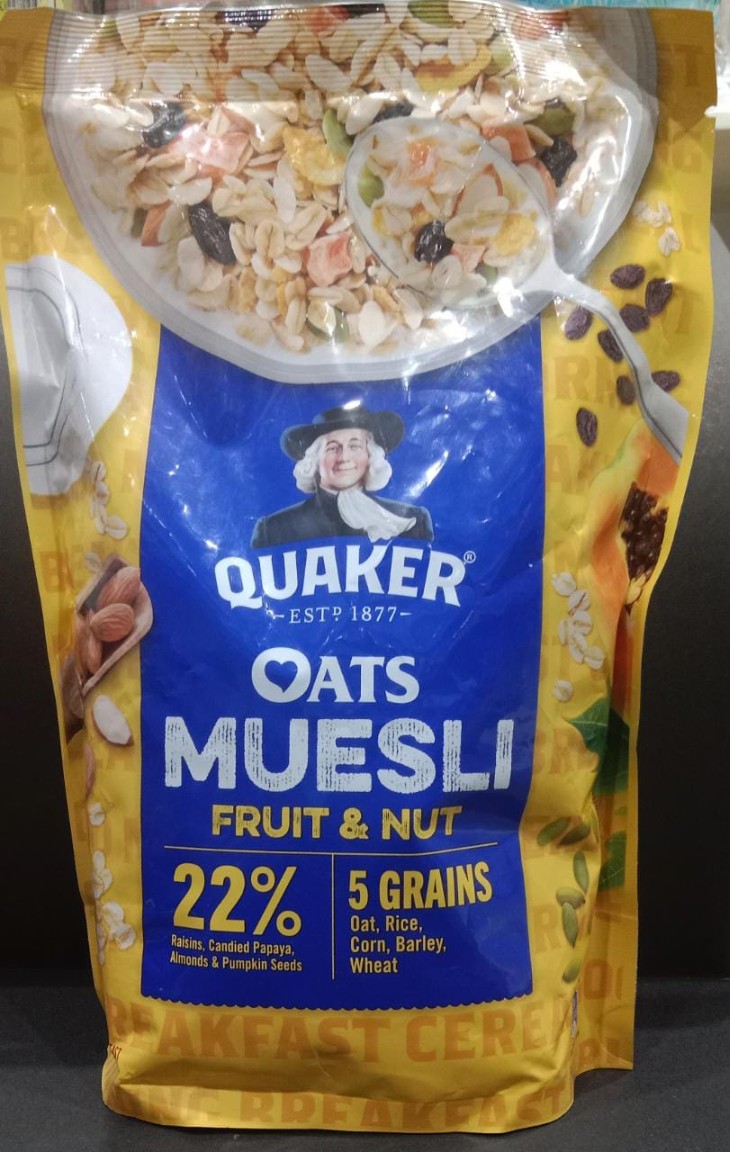 QUAKER®
ESTD 1877
OATS
MUESLI
FRUIT & NUT
22%
Raisins, Candied Papaya,
Almonds & Pumpkin Seeds
5 GRAINS
Oat, Rice,
Corn, Barley,
Wheat
BREAKFAST CERE
BREAKFAST